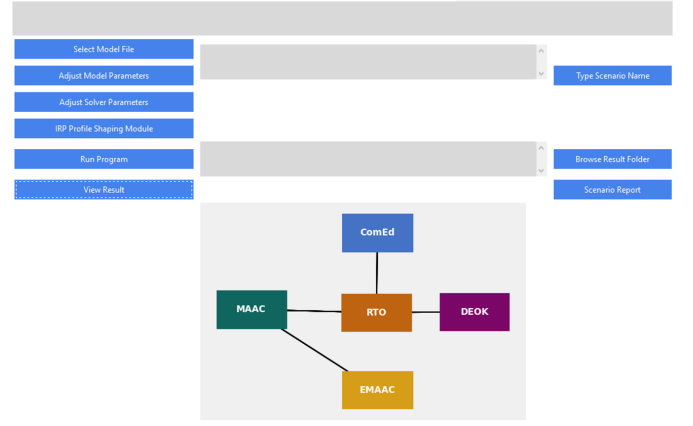 Select Model File
Adjust Model Parameters
Type Scenario Name
Adjust Solver Parameters
IRP Profile Shaping Module
Run Program
Browse Result Folder
View Result
Scenario Report
ComEd
MAAC
RTO
DEOK
EMAAC